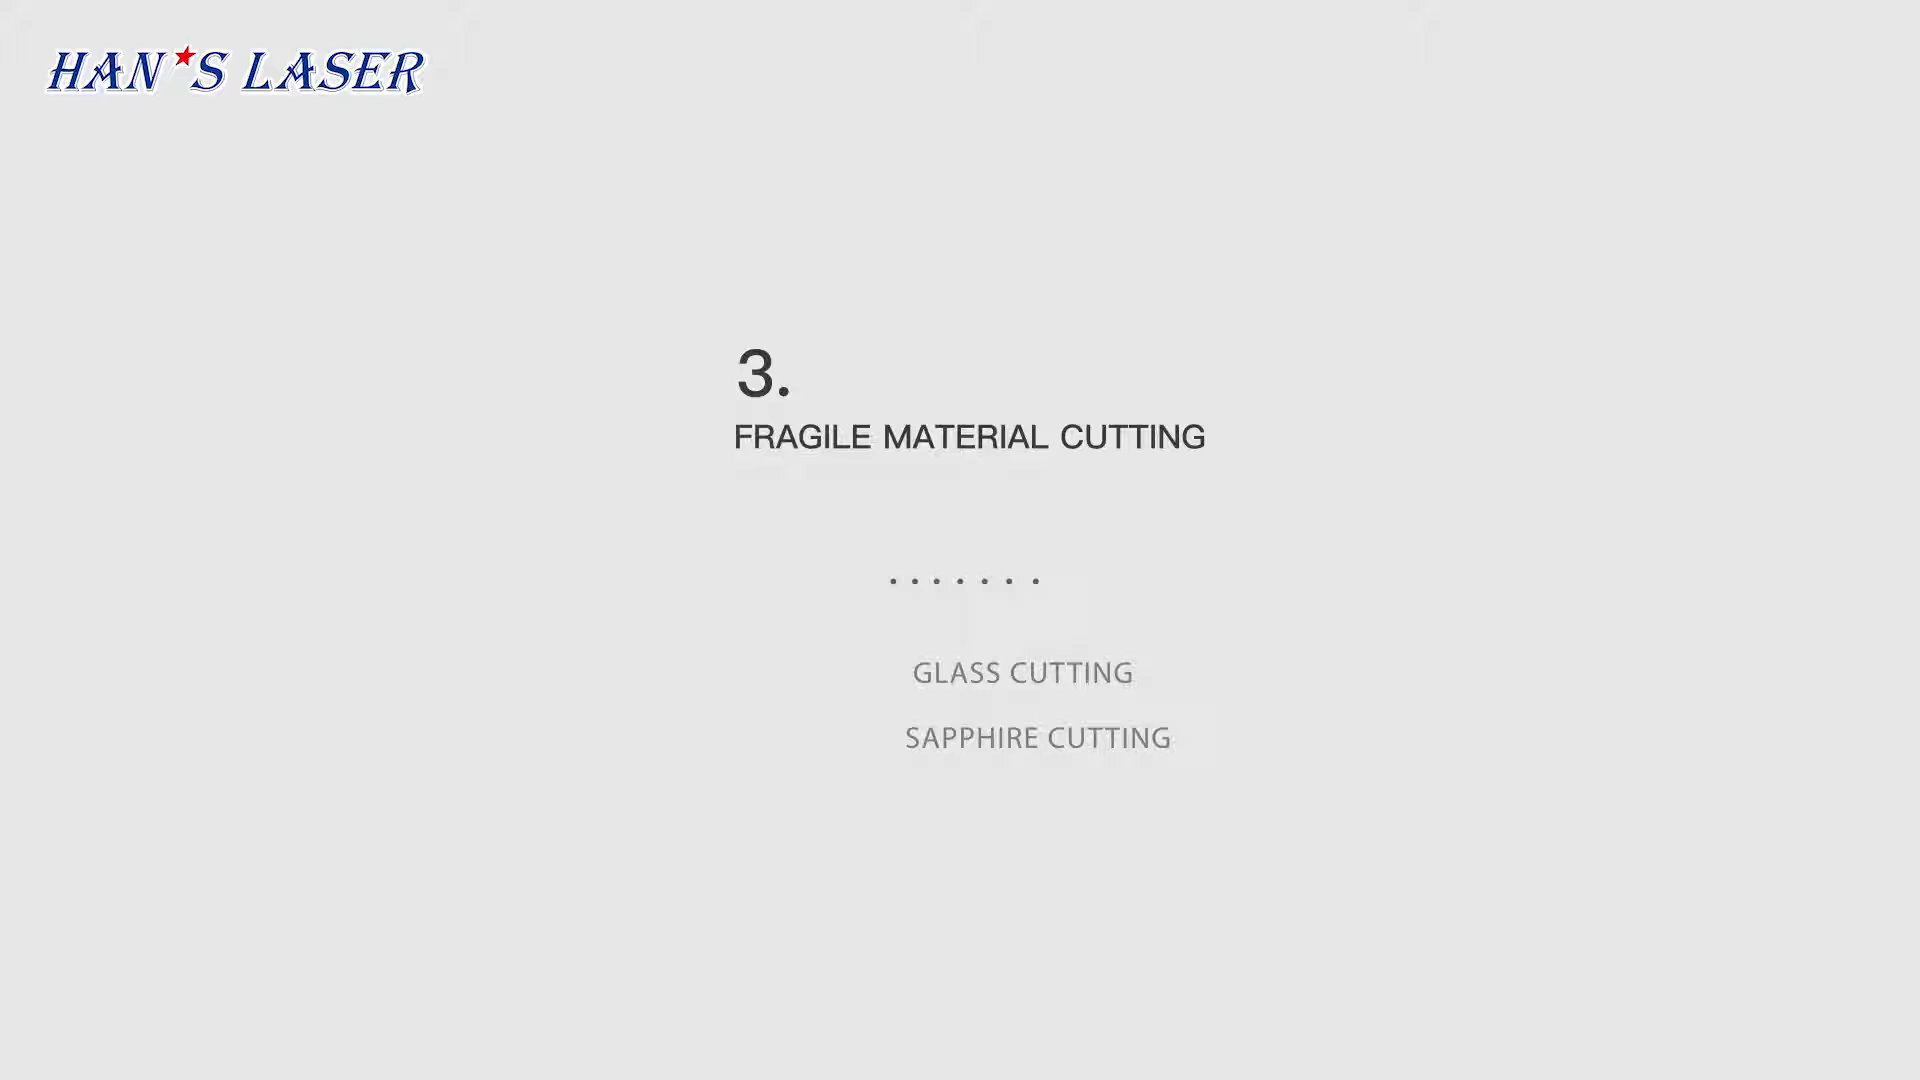 HAN*S LASER
3.
FRAGILE MATERIAL CUTTING
.......
GLASS CUTTING
SAPPHIRE CUTTING